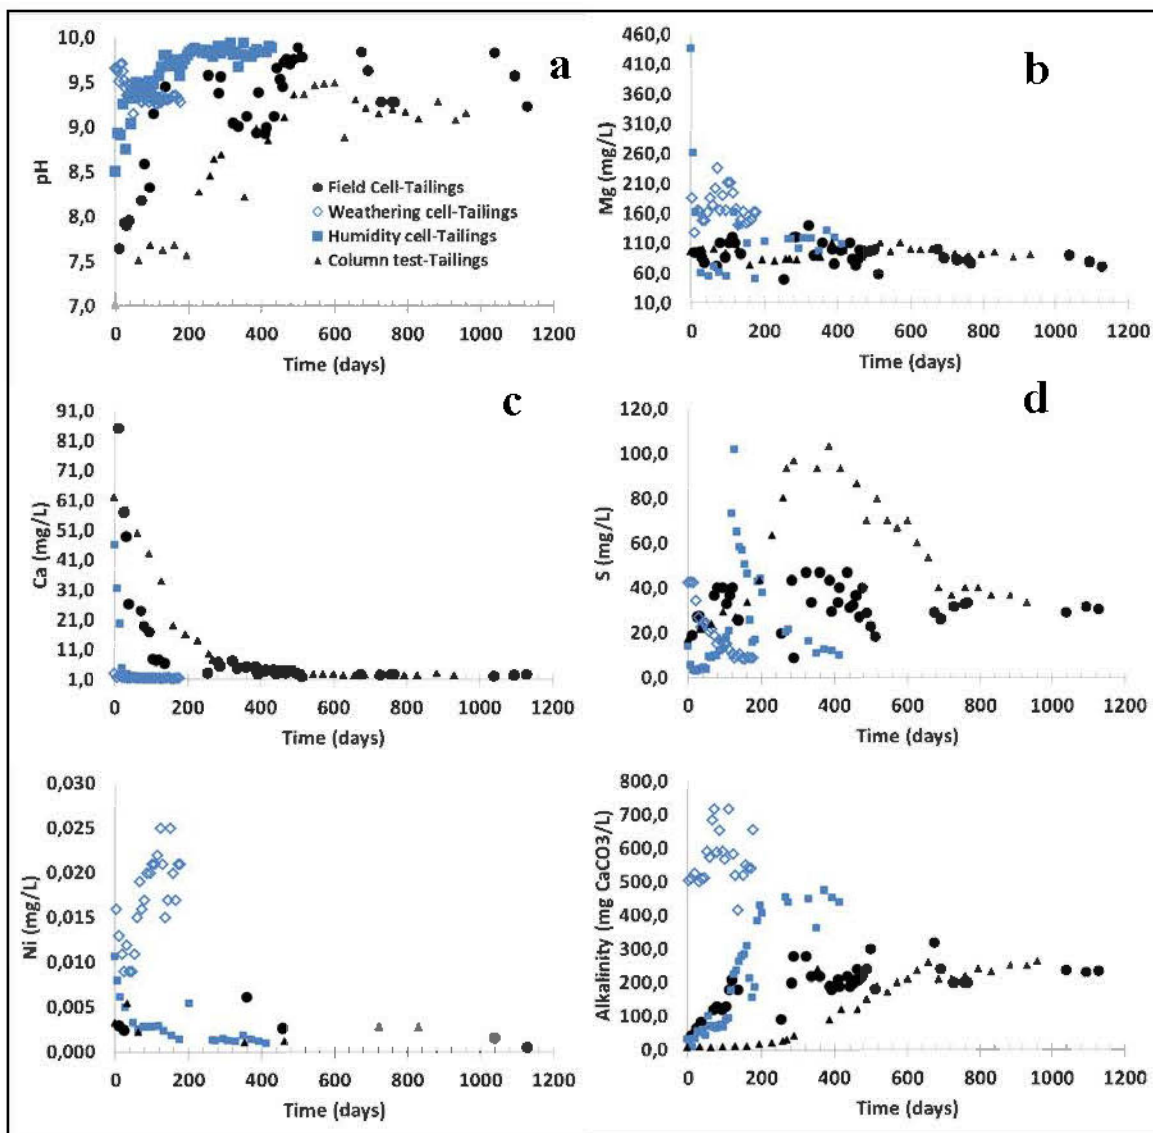 10,0
9,5
9,0
8,5
8,0
7,5
7,0
pH
a
Field Cell-Tailings
Weathering cell-Tailings
Humidity cell-Tailings
Column test-Tailings
0 200 400 600 800 1000 1200
Time (days)
460,0
410,0
360,0
310,0
260,0
210,0
160,0
110,0
60,0
10,0
Mg (mg/L)
b
0 200 400 600 800 1000 1200
Time (days)
91,0
81,0
71,0
61,0
51,0
41,0
31,0
21,0
11,0
1,0
Ca (mg/L)
c
0 200 400 600 800 1000 1200
Time (days)
120,0
100,0
80,0
60,0
40,0
20,0
0,0
S (mg/L)
d
0 200 400 600 800 1000 1200
Time (days)
0,030
0,025
0,020
0,015
0,010
0,005
0,000
Ni (mg/L)
0 200 400 600 800 1000 1200
Time (days)
800,0
700,0
600,0
500,0
400,0
300,0
200,0
100,0
0,0
Alkalinity (mg CaCO3/L)
0 200 400 600 800 1000 1200
Time (days)